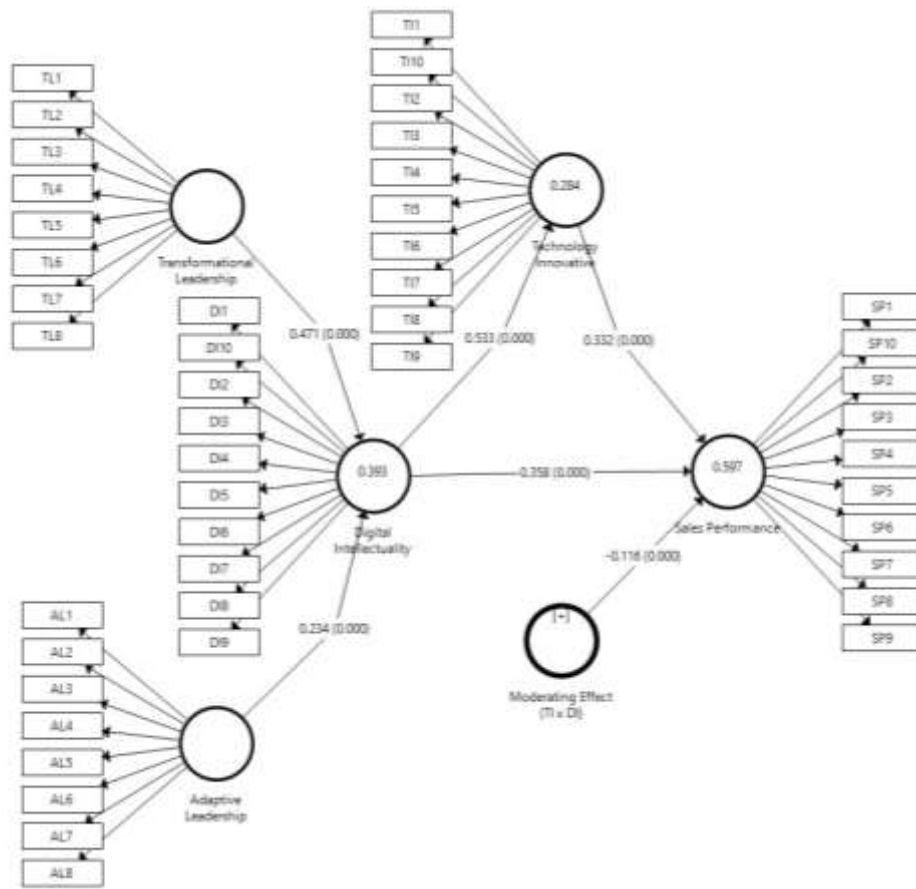 TL1
TL2
TL3
TL4
TL5
TL6
TL7
TL8
Transformational
Leadership
TI1
TI10
TI2
TI3
TI4
TI5
TI6
TI7
TI8
TI9
0.284
Technology
Innovative
0.471 (0.000)
0.533 (0.000)
0.332 (0.000)
DI1
DI10
DI2
DI3
DI4
DI5
DI6
DI7
DI8
DI9
0.393
Digital
Intellectuality
0.358 (0.000)
SP1
SP10
SP2
SP3
SP4
SP5
SP6
SP7
SP8
SP9
0.597
Sales Performance
-0.116 (0.000)
[+]
Moderating Effect
(TI x DI)
0.234 (0.000)
AL1
AL2
AL3
AL4
AL5
AL6
AL7
AL8
Adaptive
Leadership